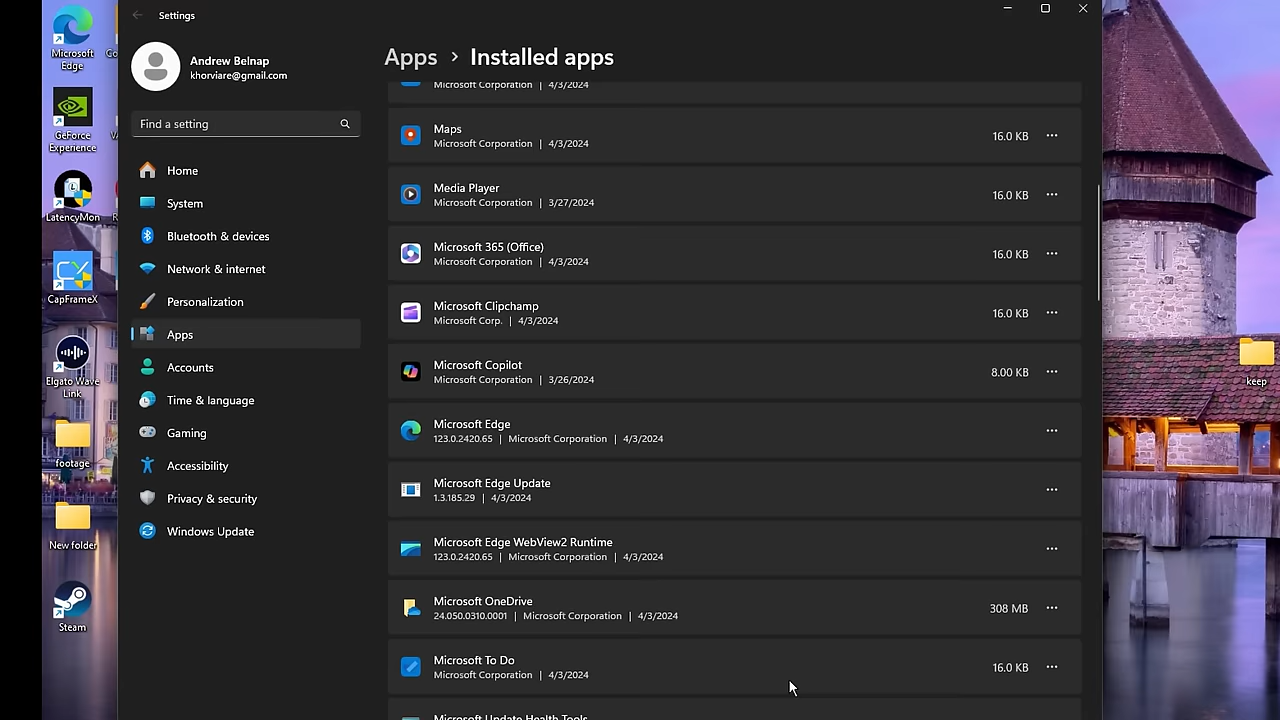 Settings
Microsoft
Edge
GeForce
Experience
LatencyMon
CapFrameX
Elgato Wave
Link
footage
New folder
Steam
Andrew Belnap
khorviare@gmail.com
Find a setting
Home
System
Bluetooth & devices
Network & internet
Personalization
Apps
Accounts
Time & language
Gaming
Accessibility
Privacy & security
Windows Update
Apps > Installed apps
Microsoft Corporation | 4/3/2024
Maps
Microsoft Corporation | 4/3/2024
16.0 KB
Media Player
Microsoft Corporation | 3/27/2024
16.0 KB
Microsoft 365 (Office)
Microsoft Corporation | 4/3/2024
16.0 KB
Microsoft Clipchamp
Microsoft Corp. | 4/3/2024
16.0 KB
Microsoft Copilot
Microsoft Corporation | 3/26/2024
8.00 KB
Microsoft Edge
123.0.2420.65 | Microsoft Corporation | 4/3/2024
Microsoft Edge Update
1.3.185.29 | 4/3/2024
Microsoft Edge WebView2 Runtime
123.0.2420.65 | Microsoft Corporation | 4/3/2024
Microsoft OneDrive
24.050.0310.0001 | Microsoft Corporation | 4/3/2024
308 MB
Microsoft To Do
Microsoft Corporation | 4/3/2024
16.0 KB
Microsoft Update Health Tools
keep